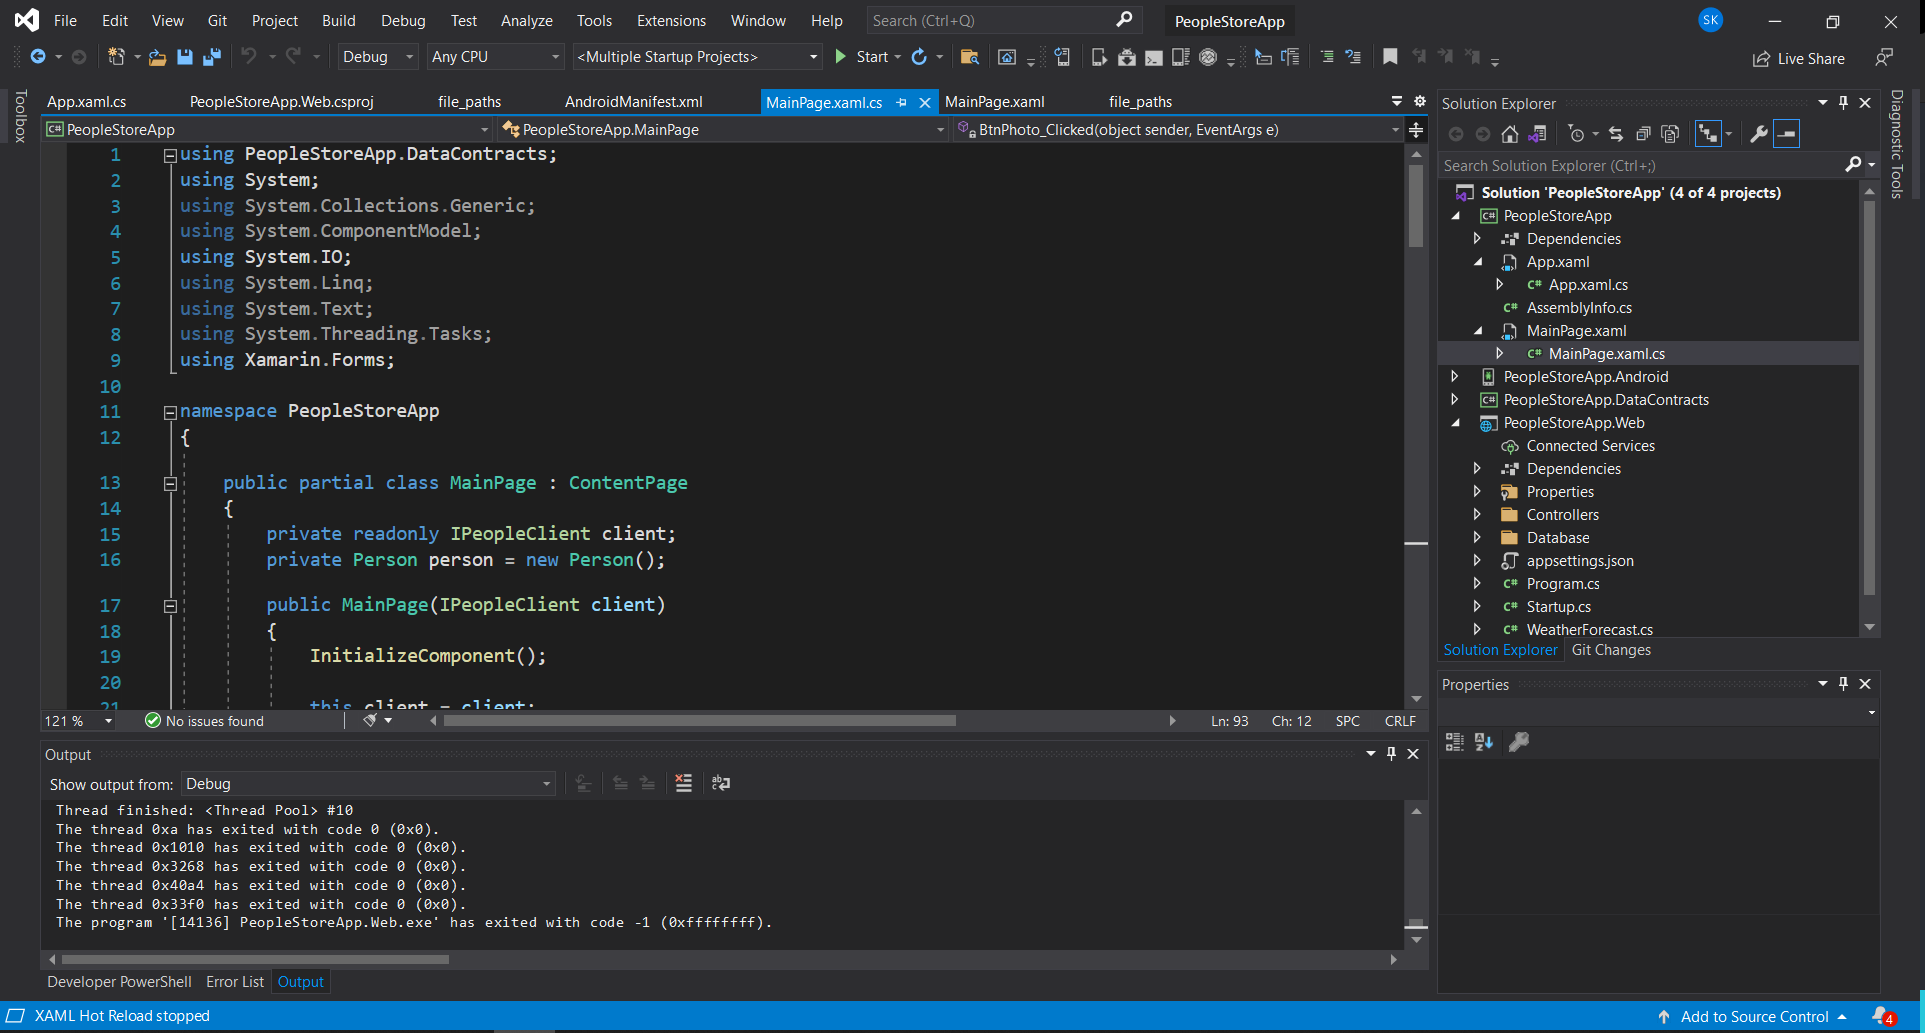 File Edit View Git Project Build Debug Test Analyze Tools Extensions Window Help Search (Ctrl+Q) PeopleStoreApp SK
Debug Any CPU <Multiple Startup Projects> Start Live Share
Toolbox
App.xaml.cs PeopleStoreApp.Web.csproj file_paths AndroidManifest.xml MainPage.xaml.cs MainPage.xaml file_paths
PeopleStoreApp PeopleStoreApp.MainPage BtnPhoto_Clicked(object sender, EventArgs e)
1 using PeopleStoreApp.DataContracts;
2 using System;
3 using System.Collections.Generic;
4 using System.ComponentModel;
5 using System.IO;
6 using System.Linq;
7 using System.Text;
8 using System.Threading.Tasks;
9 using Xamarin.Forms;
10
11 namespace PeopleStoreApp
12 {
13 public partial class MainPage : ContentPage
14 {
15 private readonly IPeopleClient client;
16 private Person person = new Person();
17 public MainPage(IPeopleClient client)
18 {
19 InitializeComponent();
20
21 this.client = client;
121 % No issues found Ln: 93 Ch: 12 SPC CRLF
Output
Show output from: Debug
Thread finished: <Thread Pool> #10
The thread 0xa has exited with code 0 (0x0).
The thread 0x1010 has exited with code 0 (0x0).
The thread 0x3268 has exited with code 0 (0x0).
The thread 0x40a4 has exited with code 0 (0x0).
The thread 0x33f0 has exited with code 0 (0x0).
The program '[14136] PeopleStoreApp.Web.exe' has exited with code -1 (0xffffffff).
Developer PowerShell Error List Output
Solution Explorer
Search Solution Explorer (Ctrl+;)
Solution 'PeopleStoreApp' (4 of 4 projects)
C# PeopleStoreApp
Dependencies
App.xaml
C# App.xaml.cs
C# AssemblyInfo.cs
MainPage.xaml
C# MainPage.xaml.cs
PeopleStoreApp.Android
C# PeopleStoreApp.DataContracts
PeopleStoreApp.Web
Connected Services
Dependencies
Properties
Controllers
Database
appsettings.json
C# Program.cs
C# Startup.cs
C# WeatherForecast.cs
Solution Explorer Git Changes
Properties
Diagnostic Tools
XAML Hot Reload stopped Add to Source Control 4